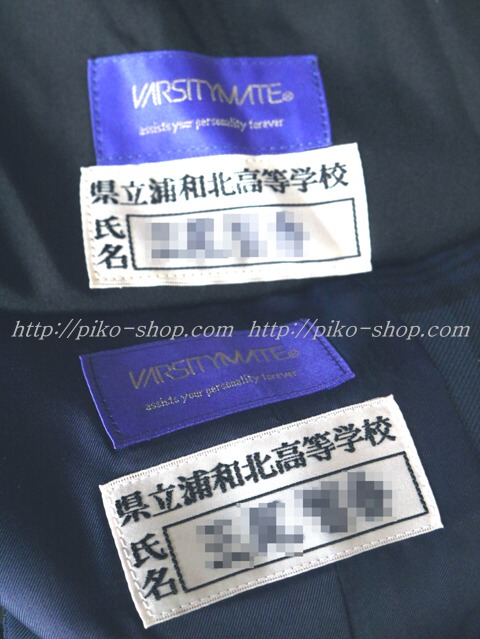 VARSITYMATE®
assists your personality forever
県立浦和北高等学校
氏名
http://piko-shop.com http://piko-shop.com
VARSITYMATE®
assists your personality forever
県立浦和北高等学校
氏名